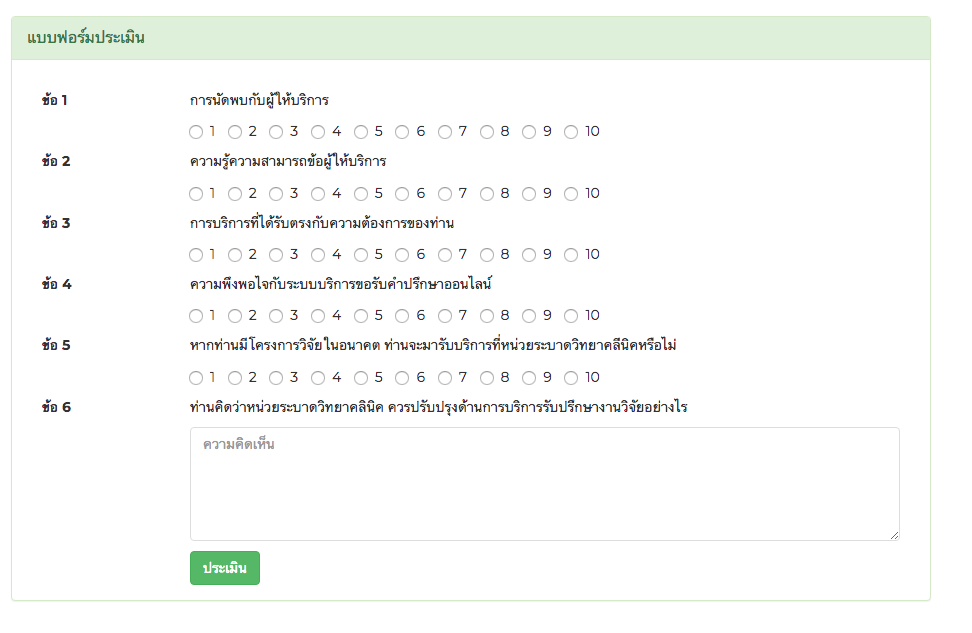 แบบฟอร์มประเมิน
ข้อ 1 การนัดพบกับผู้ให้บริการ
1 2 3 4 5 6 7 8 9 10
ข้อ 2 ความรู้ความสามารถข้อผู้ให้บริการ
1 2 3 4 5 6 7 8 9 10
ข้อ 3 การบริการที่ได้รับตรงกับความต้องการของท่าน
1 2 3 4 5 6 7 8 9 10
ข้อ 4 ความพึงพอใจกับระบบบริการขอรับคำปรึกษาออนไลน์
1 2 3 4 5 6 7 8 9 10
ข้อ 5 หากท่านมีโครงการวิจัยในอนาคต ท่านจะมารับบริการที่หน่วยระบาดวิทยาคลีนิคหรือไม่
1 2 3 4 5 6 7 8 9 10
ข้อ 6 ท่านคิดว่าหน่วยระบาดวิทยาคลินิค ควรปรับปรุงด้านการบริการรับปรึกษางานวิจัยอย่างไร
ความคิดเห็น
ประเมิน